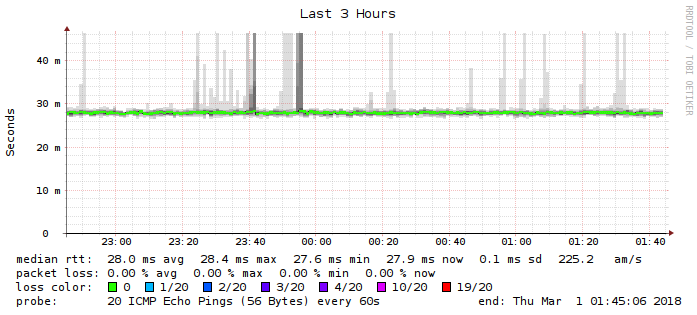 Last 3 Hours
RRDTOOL / TOBI OETIKER
Seconds
40 m
30 m
20 m
10 m
0
23:00 23:20 23:40 00:00 00:20 00:40 01:00 01:20 01:40
median rtt: 28.0 ms avg 28.4 ms max 27.6 ms min 27.9 ms now 0.1 ms sd 225.2 am/s
packet loss: 0.00 % avg 0.00 % max 0.00 % min 0.00 % now
loss color: 0 1/20 2/20 3/20 4/20 10/20 19/20
probe: 20 ICMP Echo Pings (56 Bytes) every 60s end: Thu Mar 1 01:45:06 2018